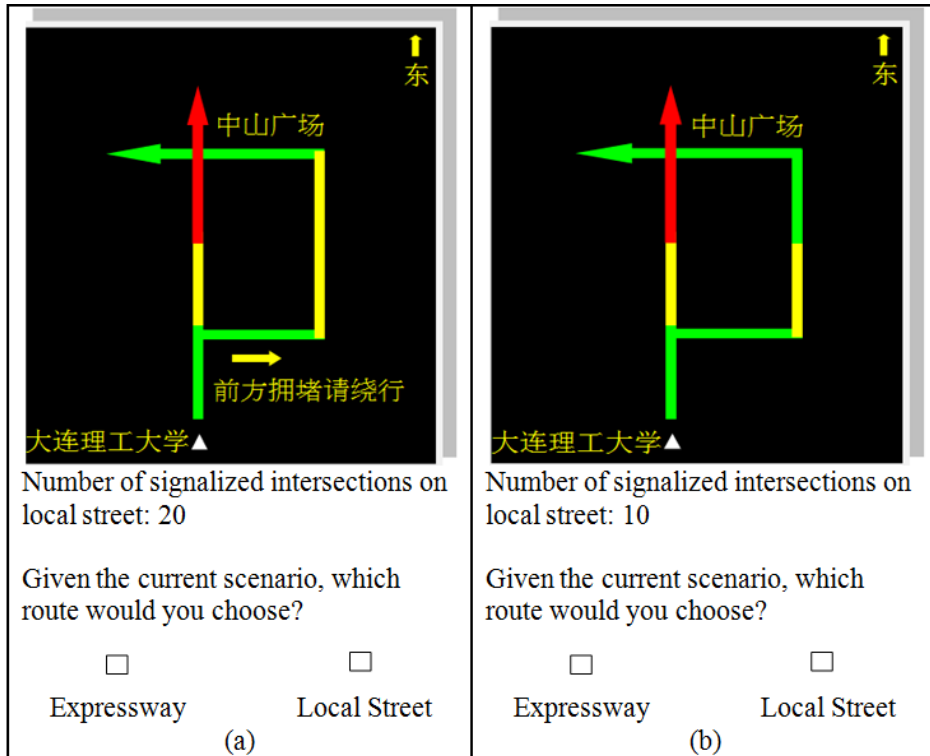 东
中山广场
前方拥堵请绕行
大连理工大学
Number of signalized intersections on
local street: 20
Given the current scenario, which
route would you choose?
Expressway
Local Street
(a)
东
中山广场
大连理工大学
Number of signalized intersections on
local street: 10
Given the current scenario, which
route would you choose?
Expressway
Local Street
(b)